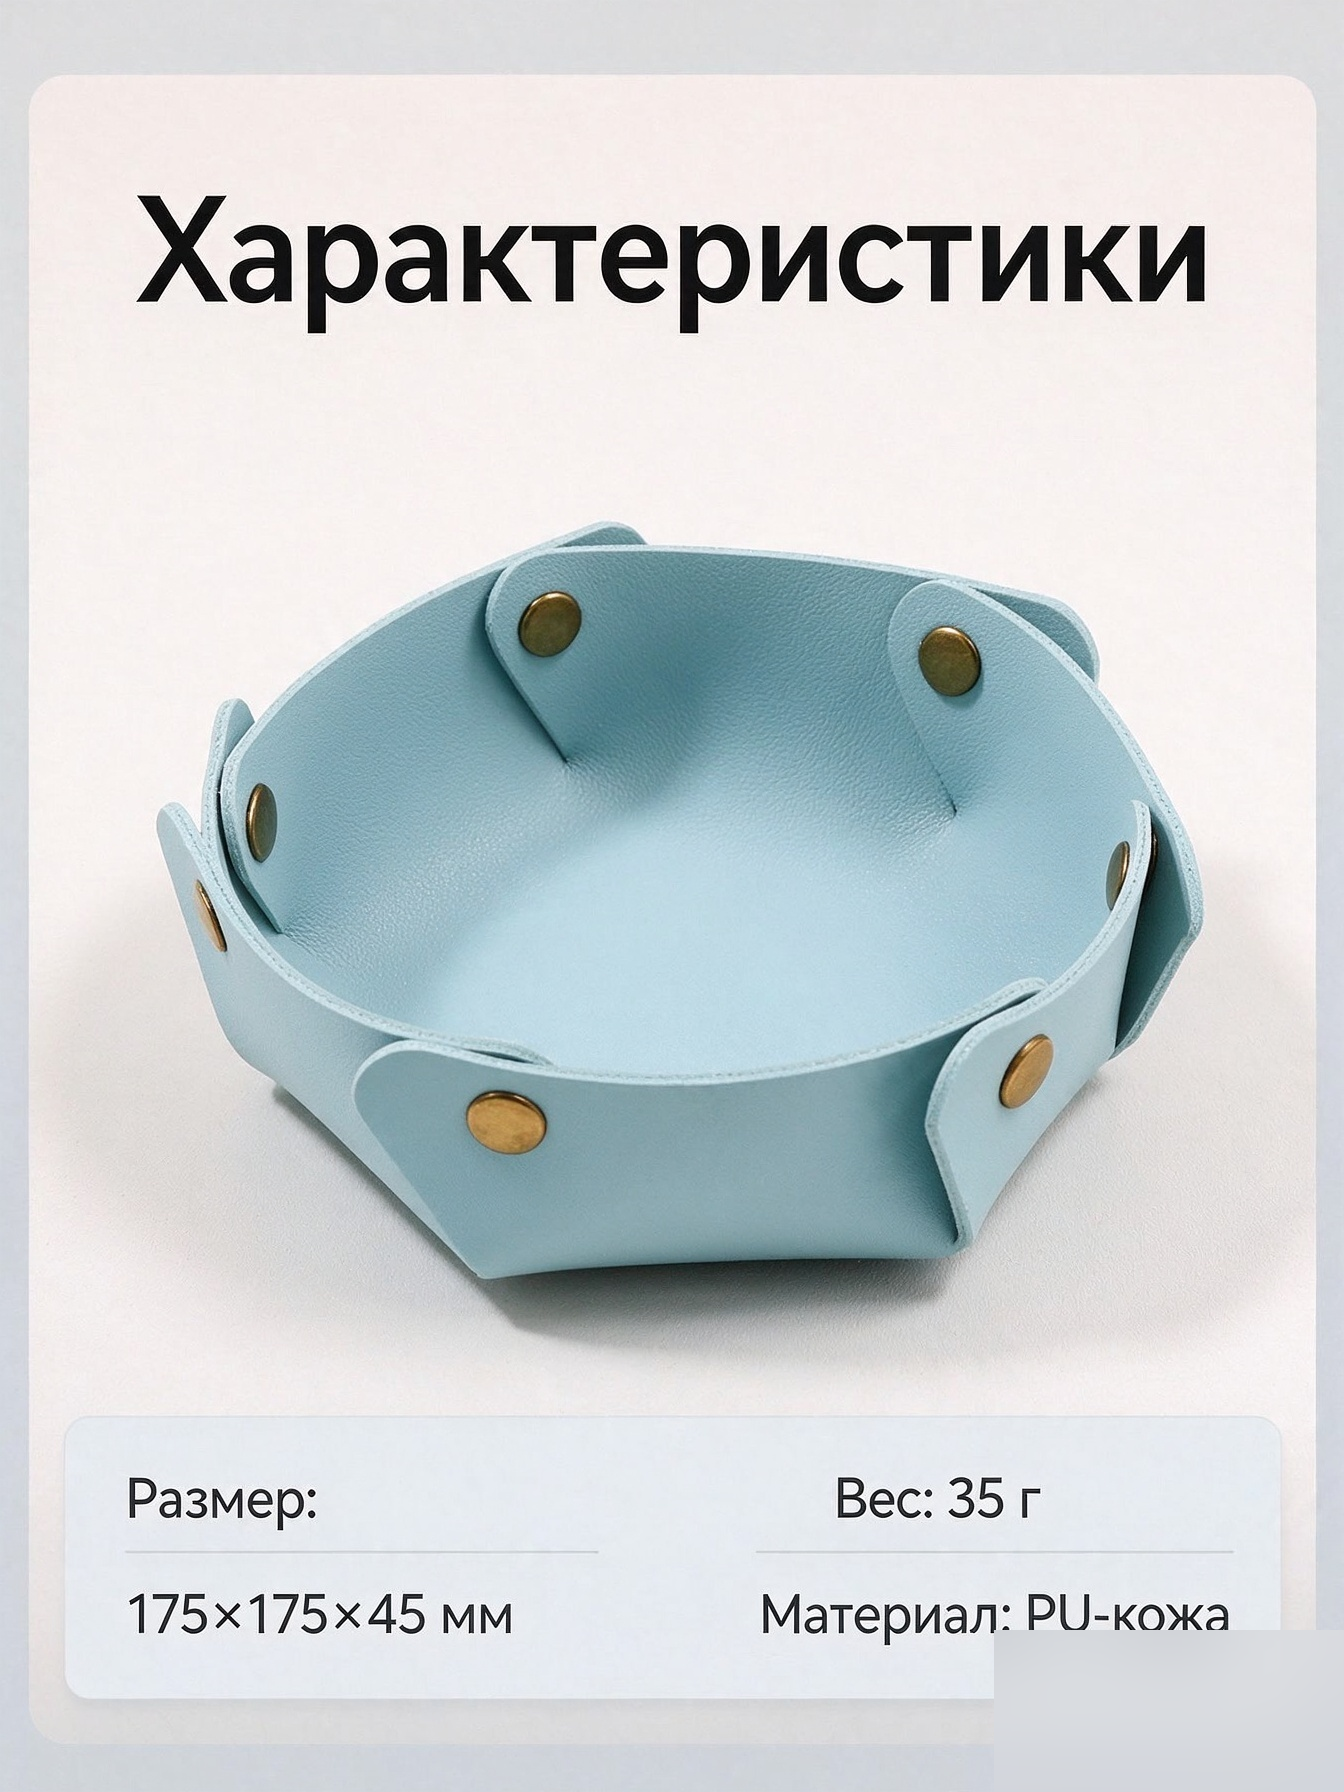 Характеристики
Размер:
175×175×45 мм
Вес: 35 г
Материал: PU-кожа